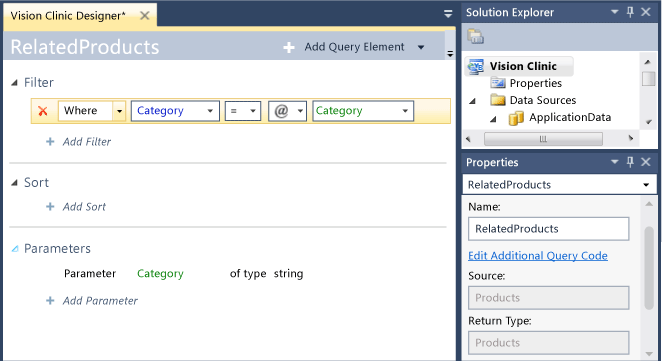 Vision Clinic Designer*
RelatedProducts
Add Query Element
Filter
Where Category = @ Category
Add Filter
Sort
Add Sort
Parameters
Parameter Category of type string
Add Parameter
Solution Explorer
Vision Clinic
Properties
Data Sources
ApplicationData
Properties
RelatedProducts
Name:
RelatedProducts
Edit Additional Query Code
Source:
Products
Return Type:
Products